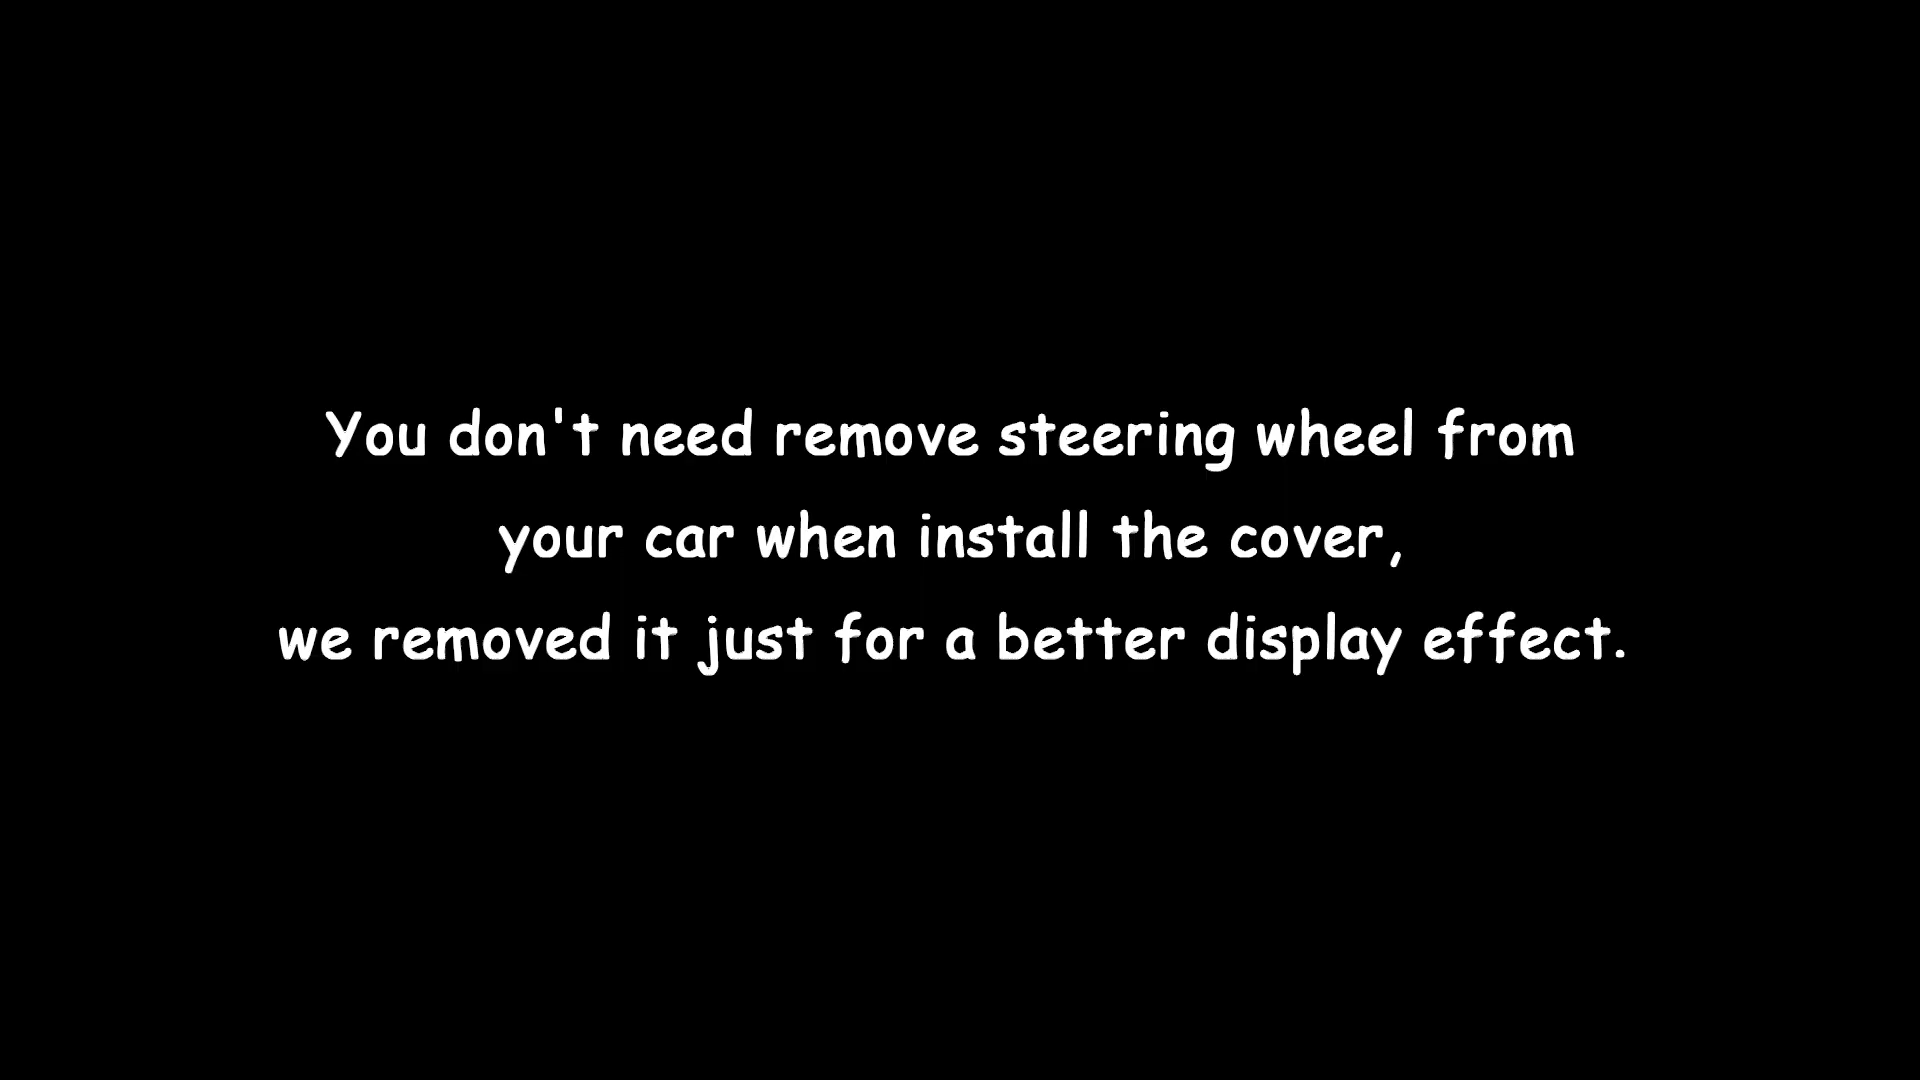 You don't need remove steering wheel from
your car when install the cover,
we removed it just for a better display effect.